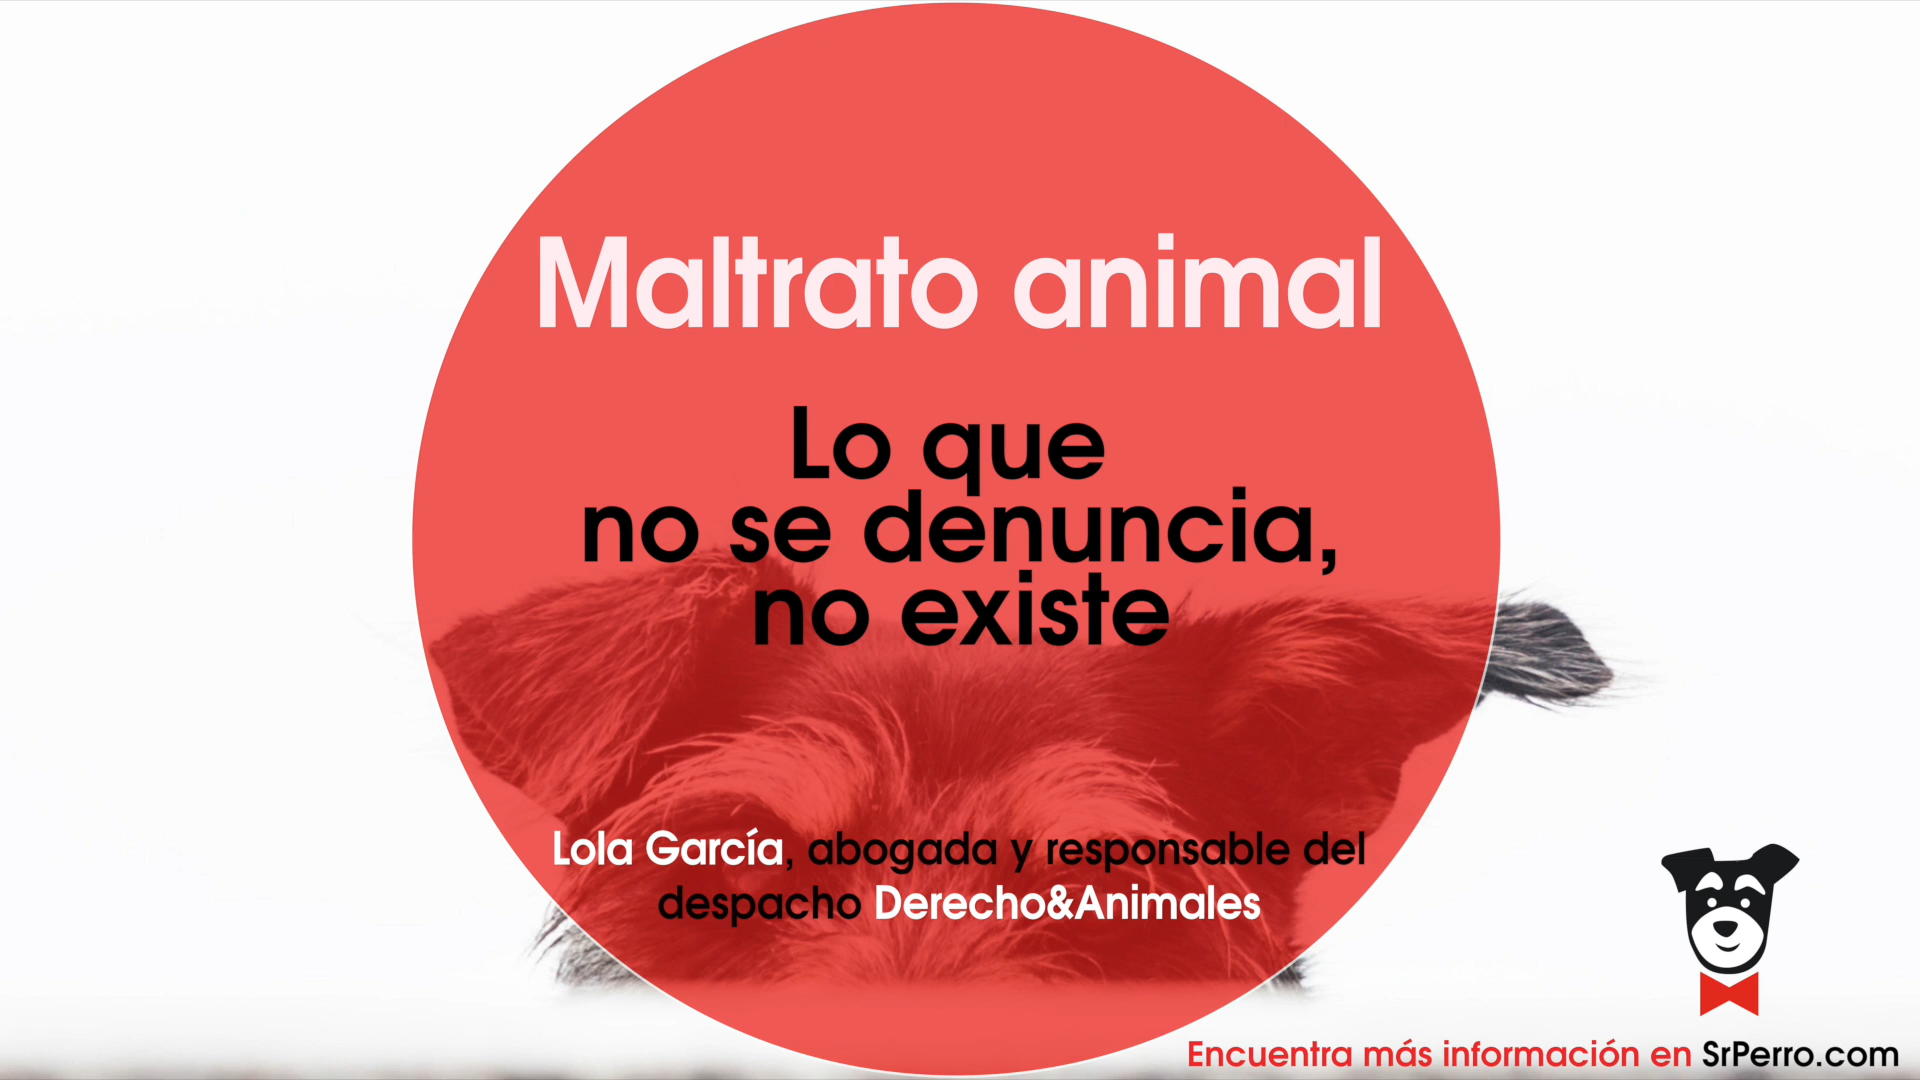 Maltrato animal
Lo que
no se denuncia,
no existe
Lola García, abogada y responsable del
despacho Derecho&Animales
Encuentra más información en SrPerro.com